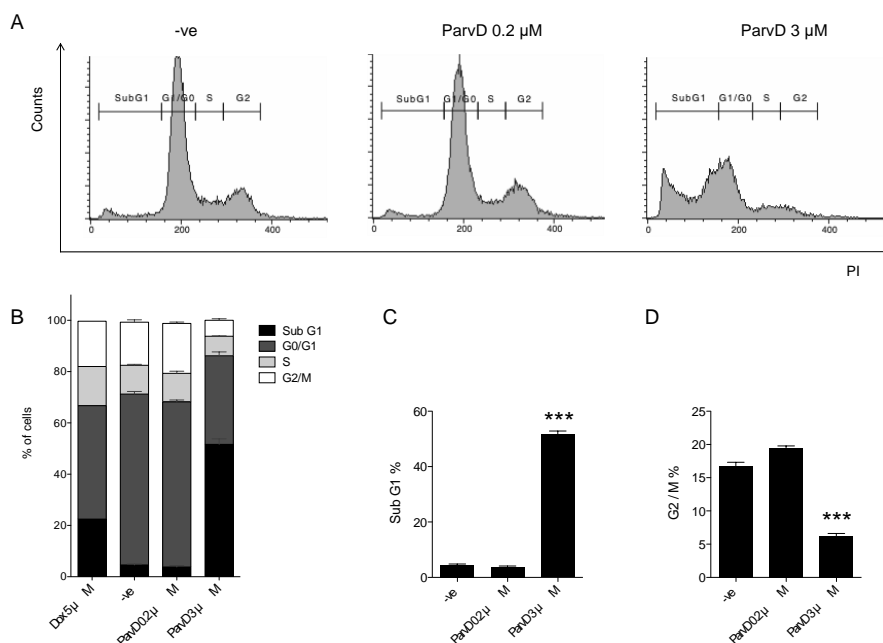 A
-ve
ParvD 0.2 µM
ParvD 3 µM
Counts
SubG1 G1/G0 S G2
SubG1 G1/G0 S G2
SubG1 G1/G0 S G2
0 200 400
0 200 400
0 200 400
PI
B
% of cells
100
80
60
40
20
0
Dox5µ M
-ve
ParvD02µ M
ParvD3µ M
Sub G1
G0/G1
S
G2/M
C
Sub G1 %
60
40
20
0
***
-ve
ParvD02µ M
ParvD3µ M
D
G2 / M %
25
20
15
10
5
0
***
-ve
ParvD02µ M
ParvD3µ M